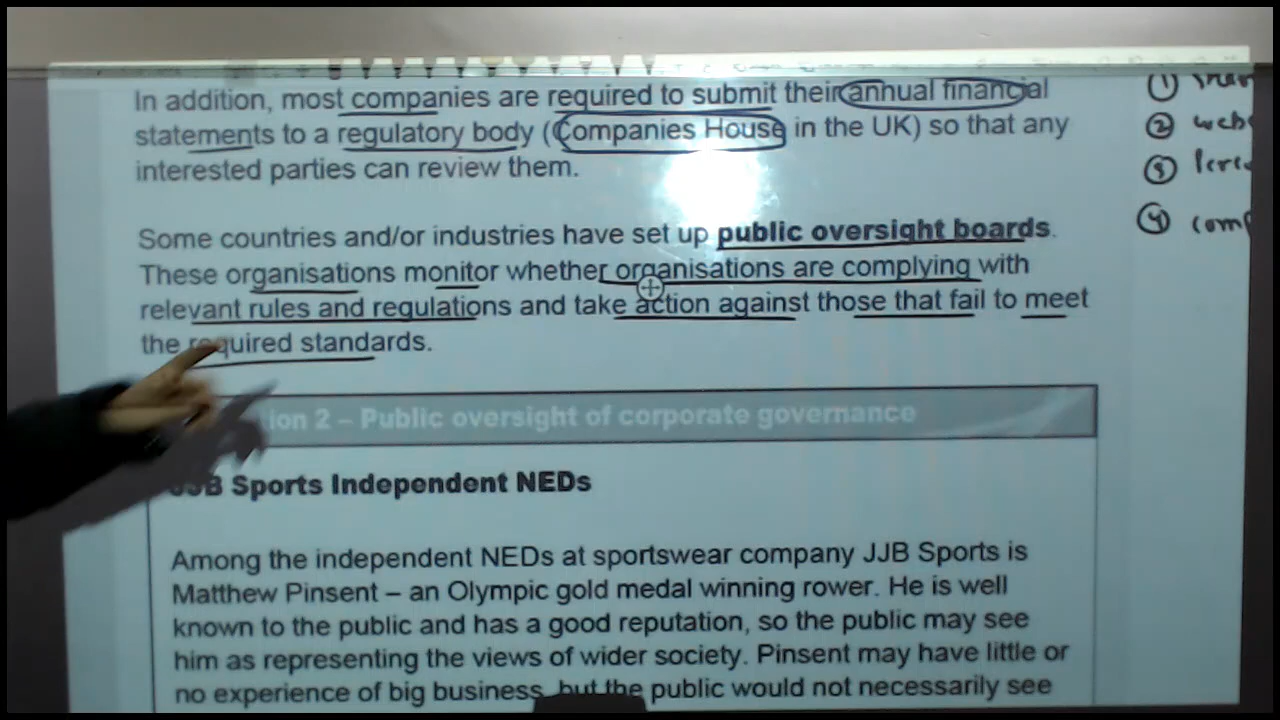 In addition, most companies are required to submit their annual financial
statements to a regulatory body (Companies House in the UK) so that any
interested parties can review them.
Some countries and/or industries have set up public oversight boards.
These organisations monitor whether organisations are complying with
relevant rules and regulations and take action against those that fail to meet
the required standards.
2 – Public oversight of corporate governance
JJB Sports Independent NEDs
Among the independent NEDs at sportswear company JJB Sports is
Matthew Pinsent – an Olympic gold medal winning rower. He is well
known to the public and has a good reputation, so the public may see
him as representing the views of wider society. Pinsent may have little or
no experience of big business, but the public would not necessarily see
1
2
3
4